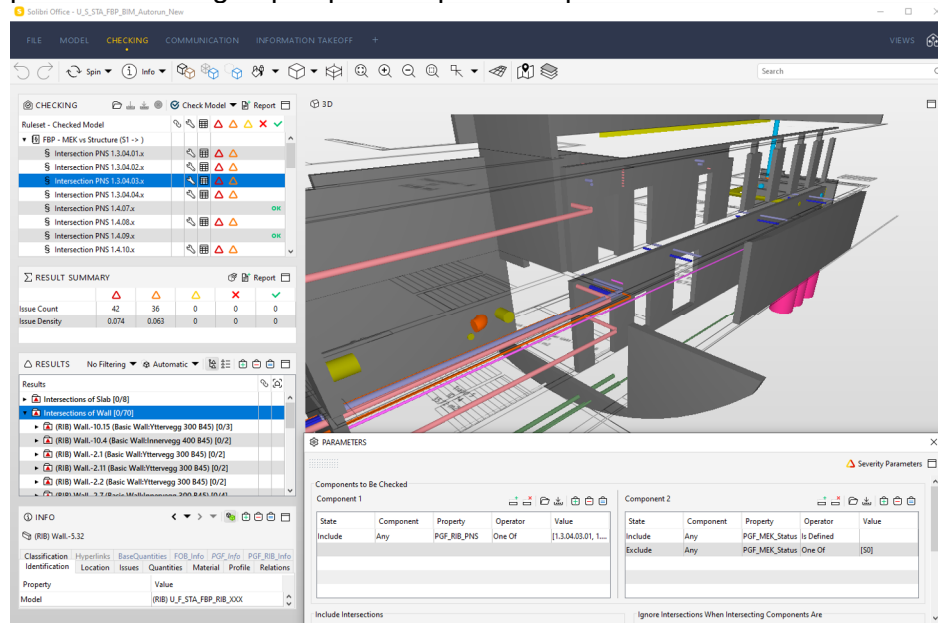 Solibri Office - U_S_STA_FBP_BIM_Autorun_New
FILE MODEL CHECKING COMMUNICATION INFORMATION TAKEOFF + VIEWS
Spin Info Search
CHECKING Check Model Report
3D
Ruleset - Checked Model
FBP - MEK vs Structure (S1 -> )
§ Intersection PNS 1.3.04.01.x
§ Intersection PNS 1.3.04.02.x
§ Intersection PNS 1.3.04.03.x
§ Intersection PNS 1.3.04.04.x
§ Intersection PNS 1.4.07.x OK
§ Intersection PNS 1.4.08.x
§ Intersection PNS 1.4.09.x OK
§ Intersection PNS 1.4.10.x
RESULT SUMMARY Report
Issue Count 42 36 0 0 0
Issue Density 0.074 0.063 0 0 0
RESULTS No Filtering Automatic
Results
Intersections of Slab [0/8]
Intersections of Wall [0/70]
(RIB) Wall.-10.15 (Basic Wall:Yttervegg 300 B45) [0/3]
(RIB) Wall.-10.4 (Basic Wall:Innervegg 400 B45) [0/2]
(RIB) Wall.-2.1 (Basic Wall:Yttervegg 300 B45) [0/2]
(RIB) Wall.-2.11 (Basic Wall:Yttervegg 300 B45) [0/2]
(RIB) Wall.-2.2 (Basic Wall:Yttervegg 300 B45) [0/2]
INFO
(RIB) Wall.-5.32
Classification Hyperlinks BaseQuantities FOB_Info PGF_Info PGF_RIB_Info
Identification Location Issues Quantities Material Profile Relations
Property Value
Model (RIB) U_F_STA_FBP_RIB_XXX
PARAMETERS
Severity Parameters
Components to Be Checked
Component 1
State Component Property Operator Value
Include Any PGF_RIB_PNS One Of [1.3.04.03.01, 1....
Component 2
State Component Property Operator Value
Include Any PGF_MEK_Status Is Defined
Exclude Any PGF_MEK_Status One Of [S0]
Include Intersections
Ignore Intersections When Intersecting Components Are